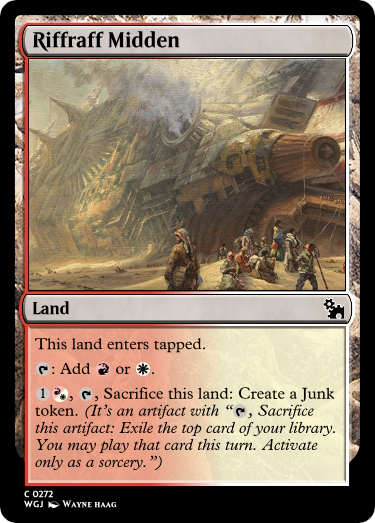 Riffraff Midden
Land
This land enters tapped.
: Add or .
1 , , Sacrifice this land: Create a Junk
token. (It's an artifact with “, Sacrifice
this artifact: Exile the top card of your library.
You may play that card this turn. Activate
only as a sorcery.”)
C 0272
WGJ Wayne Haag